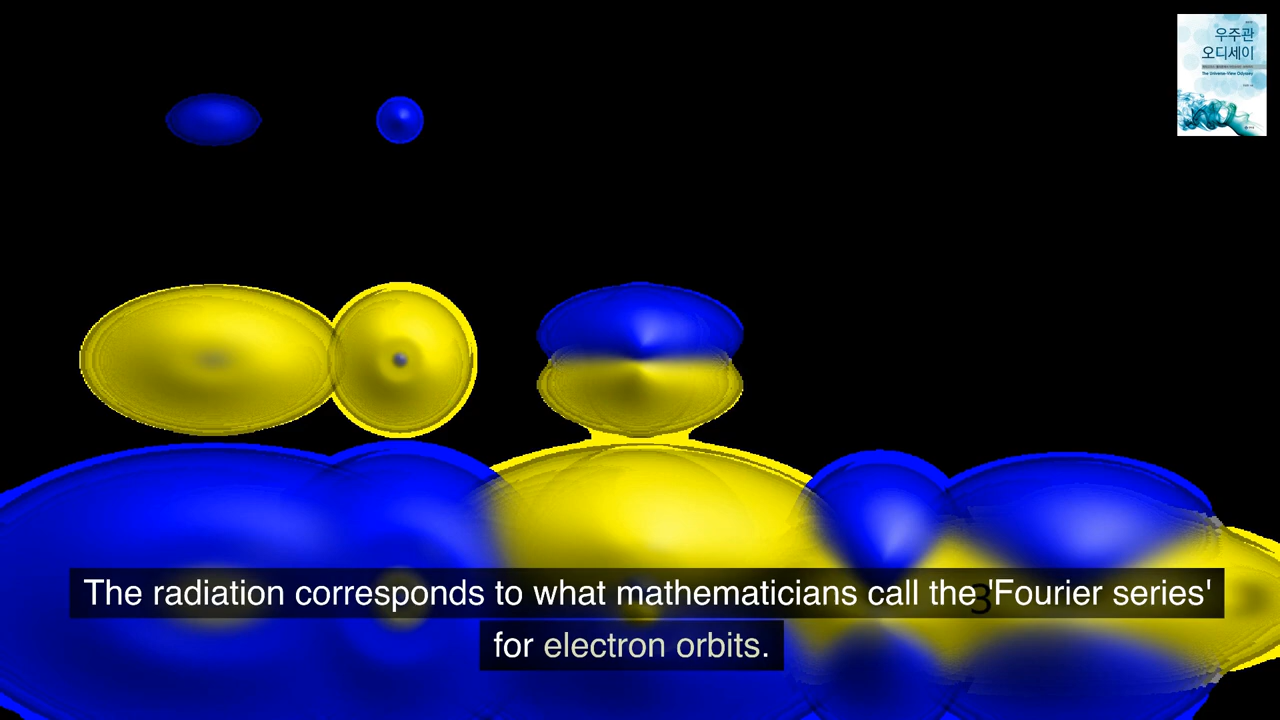 우주관
오디세이
The Universe-View Odyssey
The radiation corresponds to what mathematicians call the 'Fourier series'
3
for electron orbits.